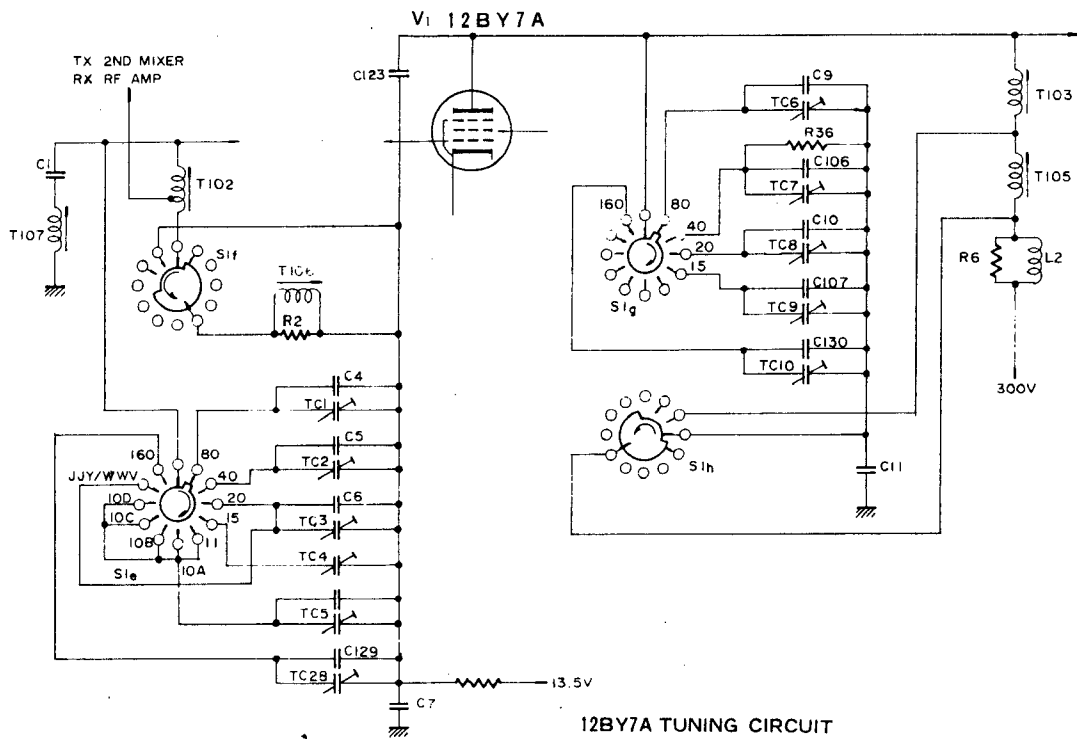 V1 12BY7A
TX 2ND MIXER
RX RF AMP
C123
C1
T102
T107
S1f
T106
R2
C4
TC1
C5
TC2
C6
TC3
TC4
TC5
C129
TC28
C7
13.5V
160
80
JJY/WWV
40
10D
20
10C
15
10B
11
10A
S1e
C9
TC6
R36
C106
TC7
C10
TC8
C107
TC9
C130
TC10
160
80
40
20
15
S1g
S1h
C11
T103
T105
R6
L2
300V
12BY7A TUNING CIRCUIT